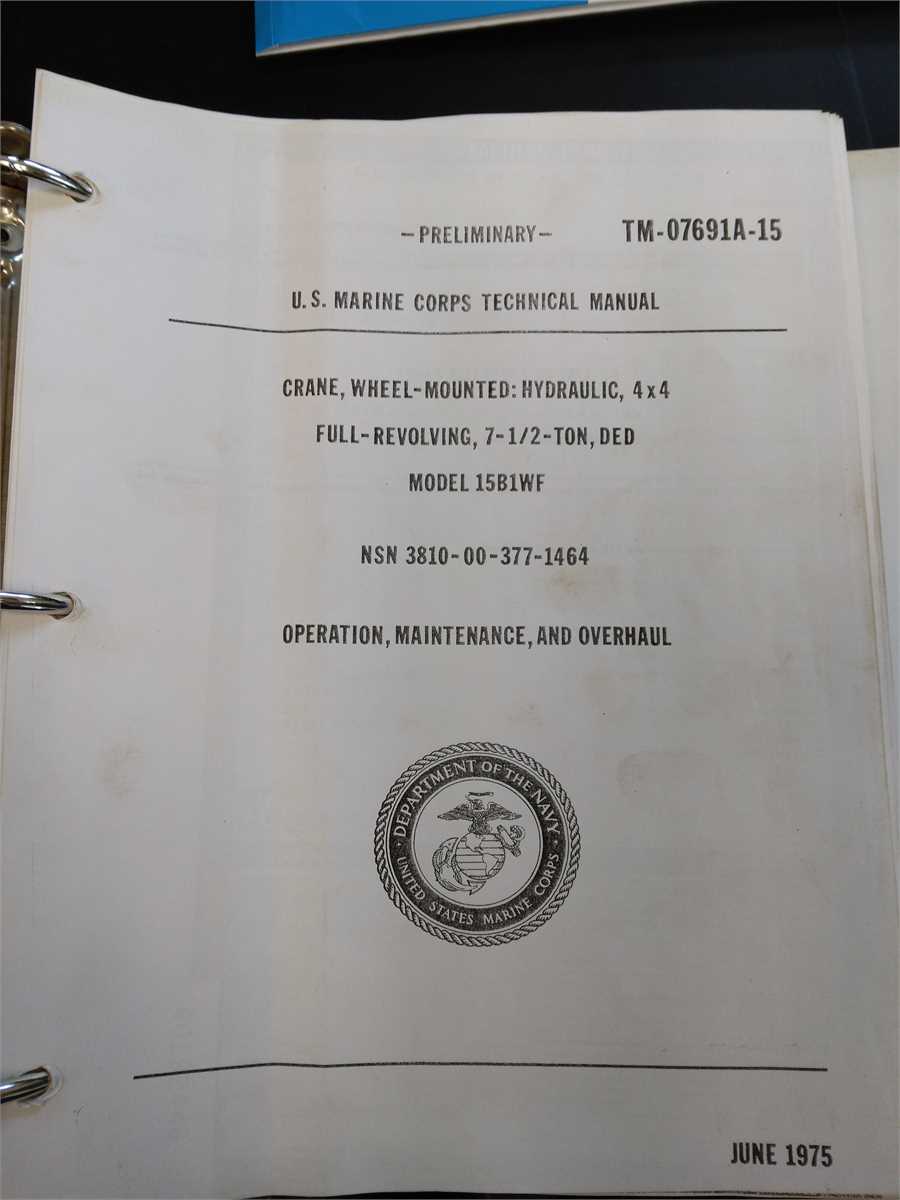 -PRELIMINARY- TM-07691A-15
U.S. MARINE CORPS TECHNICAL MANUAL
CRANE, WHEEL-MOUNTED: HYDRAULIC, 4x4
FULL-REVOLVING, 7-1/2-TON, DED
MODEL 15B1WF
NSN 3810-00-377-1464
OPERATION, MAINTENANCE, AND OVERHAUL
DEPARTMENT OF THE NAVY
UNITED STATES MARINE CORPS
JUNE 1975